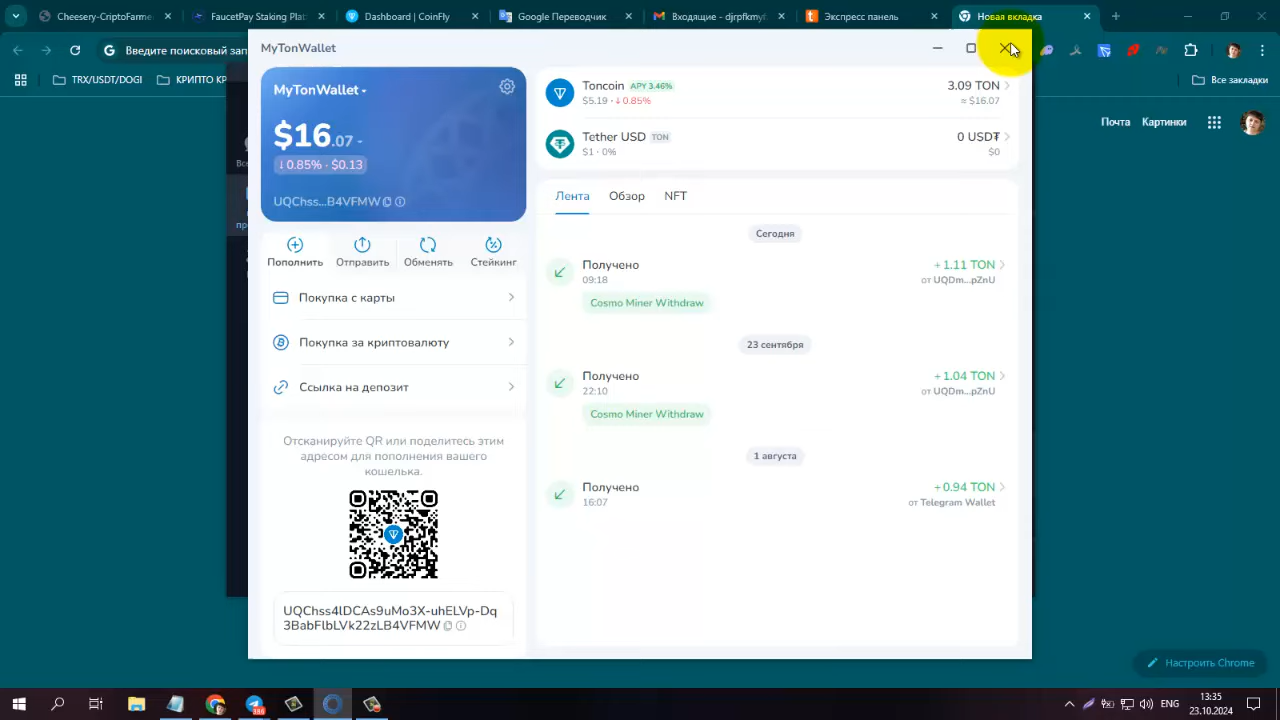 Cheesery-CriptoFarme
FaucetPay Staking Plat
Dashboard | CoinFly
Google Переводчик
Входящие - djrpfkmyf
Экспресс панель
Новая вкладка
Введите поисковый зап
TRX/USDT/DOGI
КРИПТО КР
Все закладки
Почта
Картинки
MyTonWallet
MyTonWallet
$16.07
↓ 0.85% · $0.13
UQChss...B4VFMW
Пополнить
Отправить
Обменять
Стейкинг
Покупка с карты
Покупка за криптовалюту
Ссылка на депозит
Отсканируйте QR или поделитесь этим
адресом для пополнения вашего
кошелька.
UQChss4lDCAs9uMo3X-uhELVp-Dq
3BabFlbLVk22zLB4VFMW
Toncoin APY 3.46%
3.09 TON
$5.19 · ↓ 0.85%
≈ $16.07
Tether USD TON
0 USD₮
$1 · 0%
$0
Лента
Обзор
NFT
Сегодня
Получено
+1.11 TON
09:18
от UQDm...pZnU
Cosmo Miner Withdraw
23 сентября
Получено
+1.04 TON
22:10
от UQDm...pZnU
Cosmo Miner Withdraw
1 августа
Получено
+0.94 TON
16:07
от Telegram Wallet
Настроить Chrome
ENG
13:35
23.10.2024